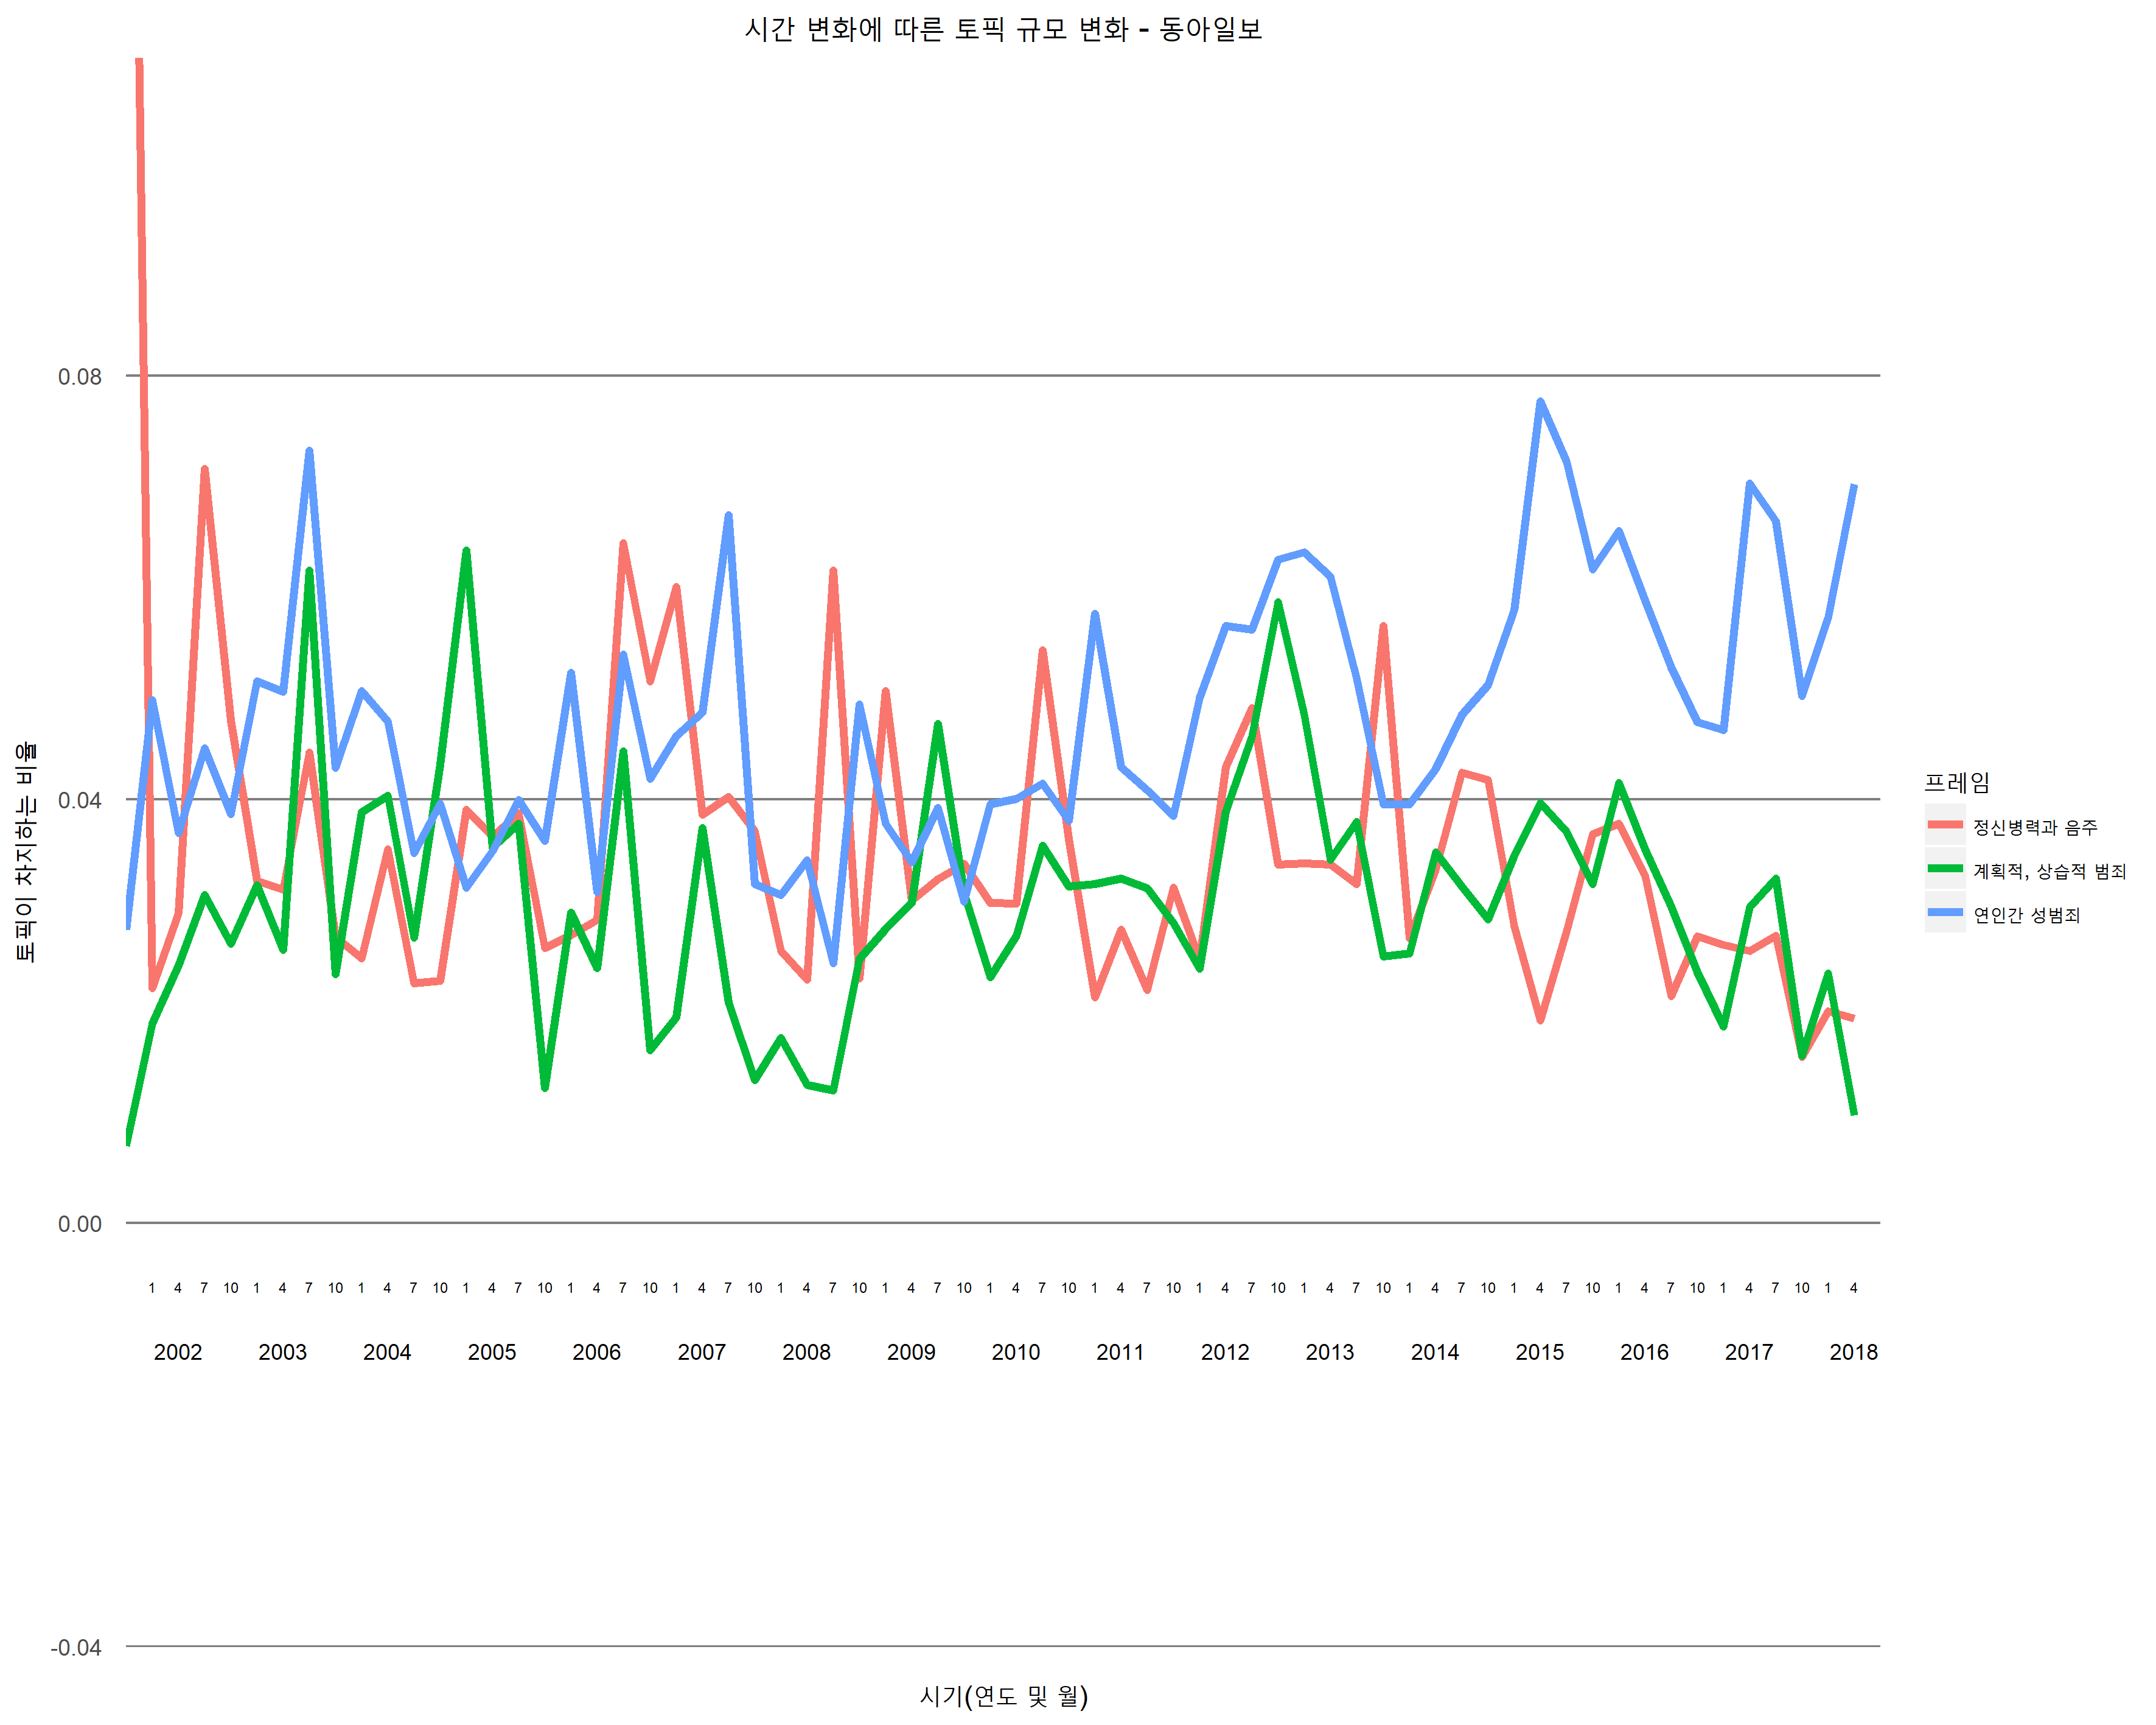 시간 변화에 따른 토픽 규모 변화 - 동아일보
토픽이 차지하는 비율
0.08
0.04
0.00
-0.04
1 4 7 10 1 4 7 10 1 4 7 10 1 4 7 10 1 4 7 10 1 4 7 10 1 4 7 10 1 4 7 10 1 4 7 10 1 4 7 10 1 4 7 10 1 4 7 10 1 4 7 10 1 4 7 10 1 4 7 10 1 4 7 10 1 4
2002 2003 2004 2005 2006 2007 2008 2009 2010 2011 2012 2013 2014 2015 2016 2017 2018
시기(연도 및 월)
프레임
정신병력과 음주
계획적, 상습적 범죄
연인간 성범죄